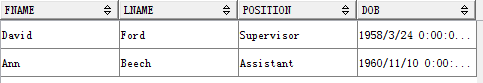 FNAME LNAME POSITION DOB
David Ford Supervisor 1958/3/24 0:00:0...
Ann Beech Assistant 1960/11/10 0:00:...